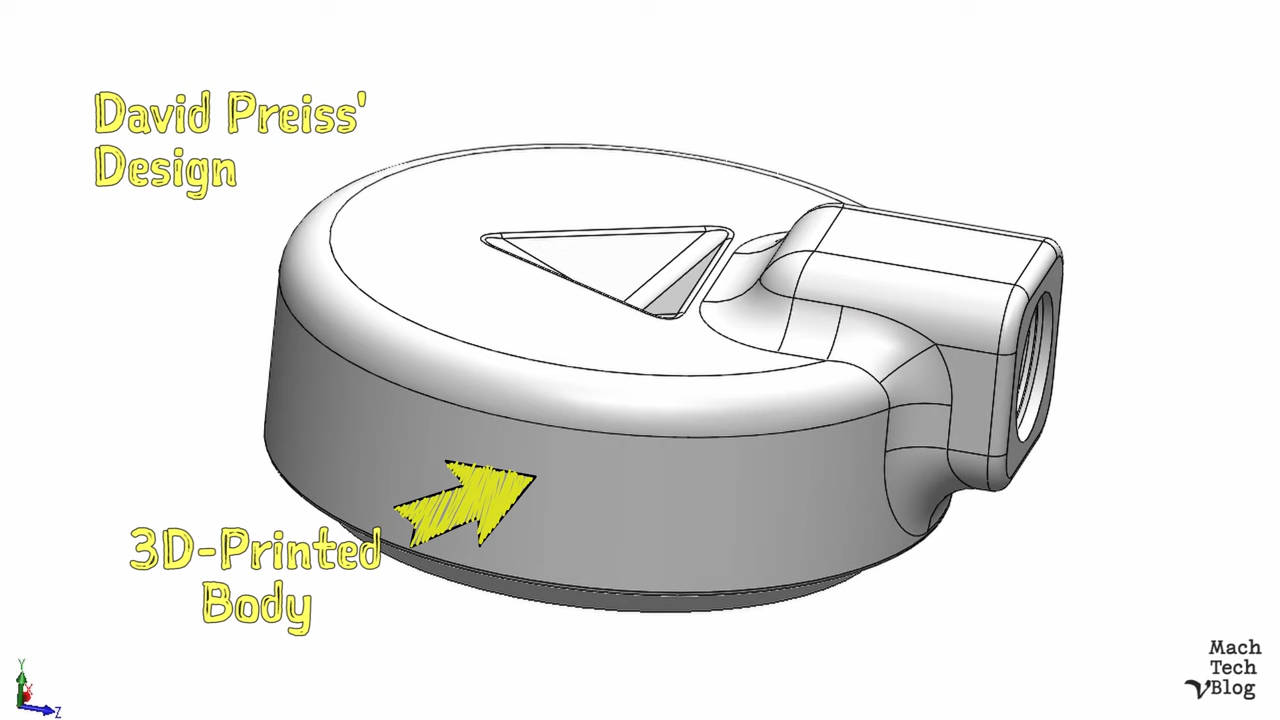 David Preiss'
Design
3D-Printed
Body
Y
X
Z
Mach
Tech
Blog